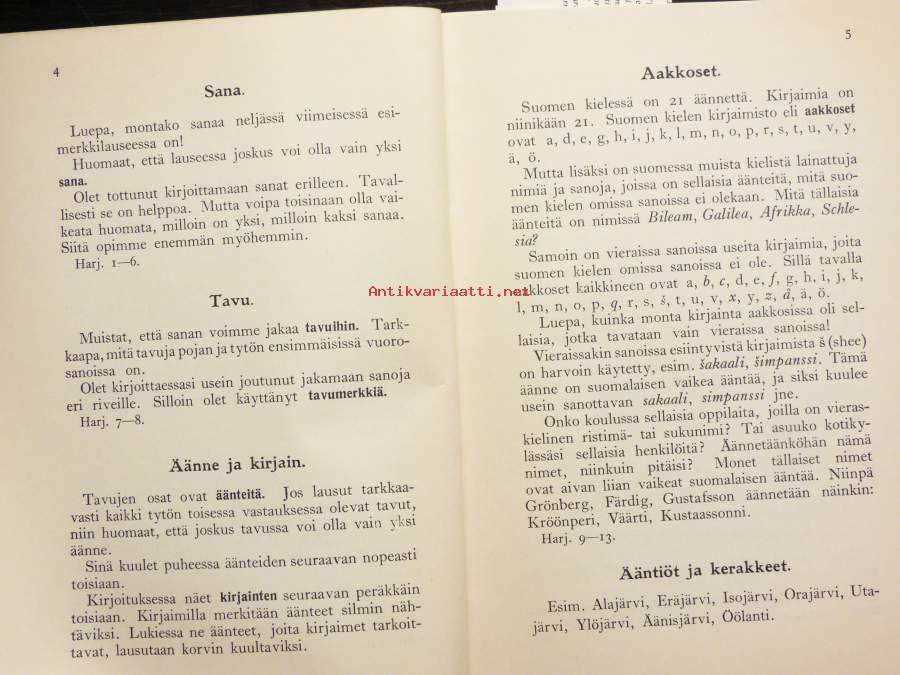 4
Sana.
Luepa, montako sanaa neljässä viimeisessä esi-
merkkilauseessa on!
Huomaat, että lauseessa joskus voi olla vain yksi
sana.
Olet tottunut kirjoittamaan sanat erilleen. Taval-
lisesti se on helppoa. Mutta voipa toisinaan olla vai-
keata huomata, milloin on yksi, milloin kaksi sanaa.
Siitä opimme enemmän myöhemmin.
Harj. 1—6.
Tavu.
Muistat, että sanan voimme jakaa tavuihin. Tark-
kaapa, mitä tavuja pojan ja tytön ensimmäisissä vuoro-
sanoissa on.
Olet kirjoittaessasi usein joutunut jakamaan sanoja
eri riveille. Silloin olet käyttänyt tavumerkkiä.
Harj. 7—8.
Äänne ja kirjain.
Tavujen osat ovat äänteitä. Jos lausut tarkkaa-
vasti kaikki tytön toisessa vastauksessa olevat tavut,
niin huomaat, että joskus tavussa voi olla vain yksi
äänne.
Sinä kuulet puheessa äänteiden seuraavan nopeasti
toisiaan.
Kirjoituksessa näet kirjainten seuraavan peräkkäin
toisiaan. Kirjaimilla merkitään äänteet silmin näh-
täviksi. Lukiessa ne äänteet, joita kirjaimet tarkoit-
tavat, lausutaan korvin kuultaviksi.
5
Aakkoset.
Suomen kielessä on 21 äännettä. Kirjaimia on
niinikään 21. Suomen kielen kirjaimisto eli aakkoset
ovat a, d, e, g, h, i, j, k, l, m, n, o, p, r, s, t, u, v, y,
ä, ö.
Mutta lisäksi on suomessa muista kielistä lainattuja
nimiä ja sanoja, joissa on sellaisia äänteitä, mitä suo-
men kielen omissa sanoissa ei olekaan. Mitä tällaisia
äänteitä on nimissä Bileam, Galilea, Afrikka, Schle-
sia?
Samoin on vieraissa sanoissa useita kirjaimia, joita
suomen kielen omissa sanoissa ei ole. Sillä tavalla
aakkoset kaikkineen ovat a, b, c, d, e, f, g, h, i, j, k,
l, m, n, o, p, q, r, s, š, t, u, v, x, y, z, å, ä, ö.
Luepa, kuinka monta kirjainta aakkosissa oli sel-
laisia, jotka tavataan vain vieraissa sanoissa!
Vieraissakin sanoissa esiintyvistä kirjaimista š (shee)
on harvoin käytetty, esim. šakaali, šimpanssi. Tämä
äänne on suomalaisen vaikea ääntää, ja siksi kuulee
usein sanottavan sakaali, simpanssi jne.
Onko koulussa sellaisia oppilaita, joilla on vieras-
kielinen ristimä- tai sukunimi? Tai asuuko kotiky-
lässäsi sellaisia henkilöitä? Äännetäänköhän nämä
nimet, niinkuin pitäisi? Monet tällaiset nimet
ovat aivan liian vaikeat suomalaisen ääntää. Niinpä
Grönberg, Färdig, Gustafsson äännetään näinkin:
Kröönperi, Väärti, Kustaassonni.
Harj. 9—13.
Ääntiöt ja kerakkeet.
Esim. Alajärvi, Eräjärvi, Isojärvi, Orajärvi, Uta-
järvi, Ylöjärvi, Äänisjärvi, Öölanti.
Antikvariaatti.net